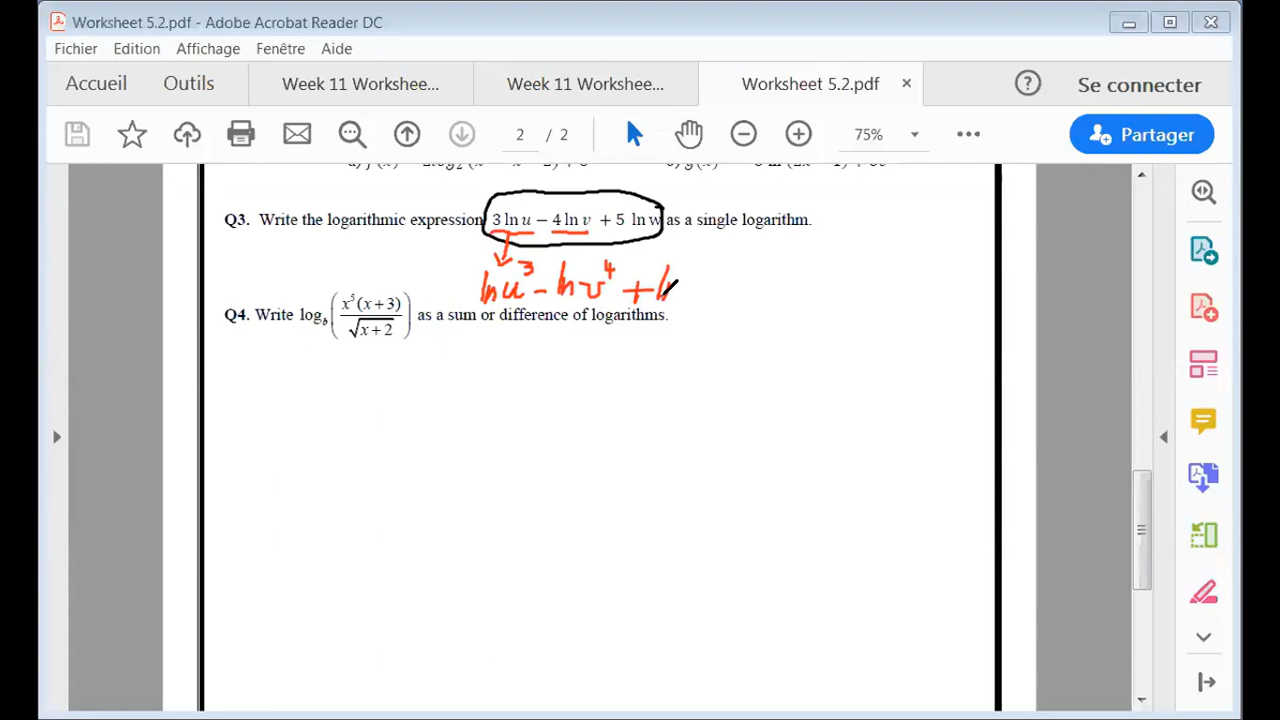 Worksheet 5.2.pdf - Adobe Acrobat Reader DC
Fichier Edition Affichage Fenêtre Aide
Accueil Outils Week 11 Workshee... Week 11 Workshee... Worksheet 5.2.pdf × Se connecter
2 / 2 75% Partager
Q3. Write the logarithmic expression 3 ln u − 4 ln v + 5 ln w as a single logarithm.
ln u³ − ln v⁴ +
Q4. Write log_b (x⁵(x+3) / √(x+2)) as a sum or difference of logarithms.